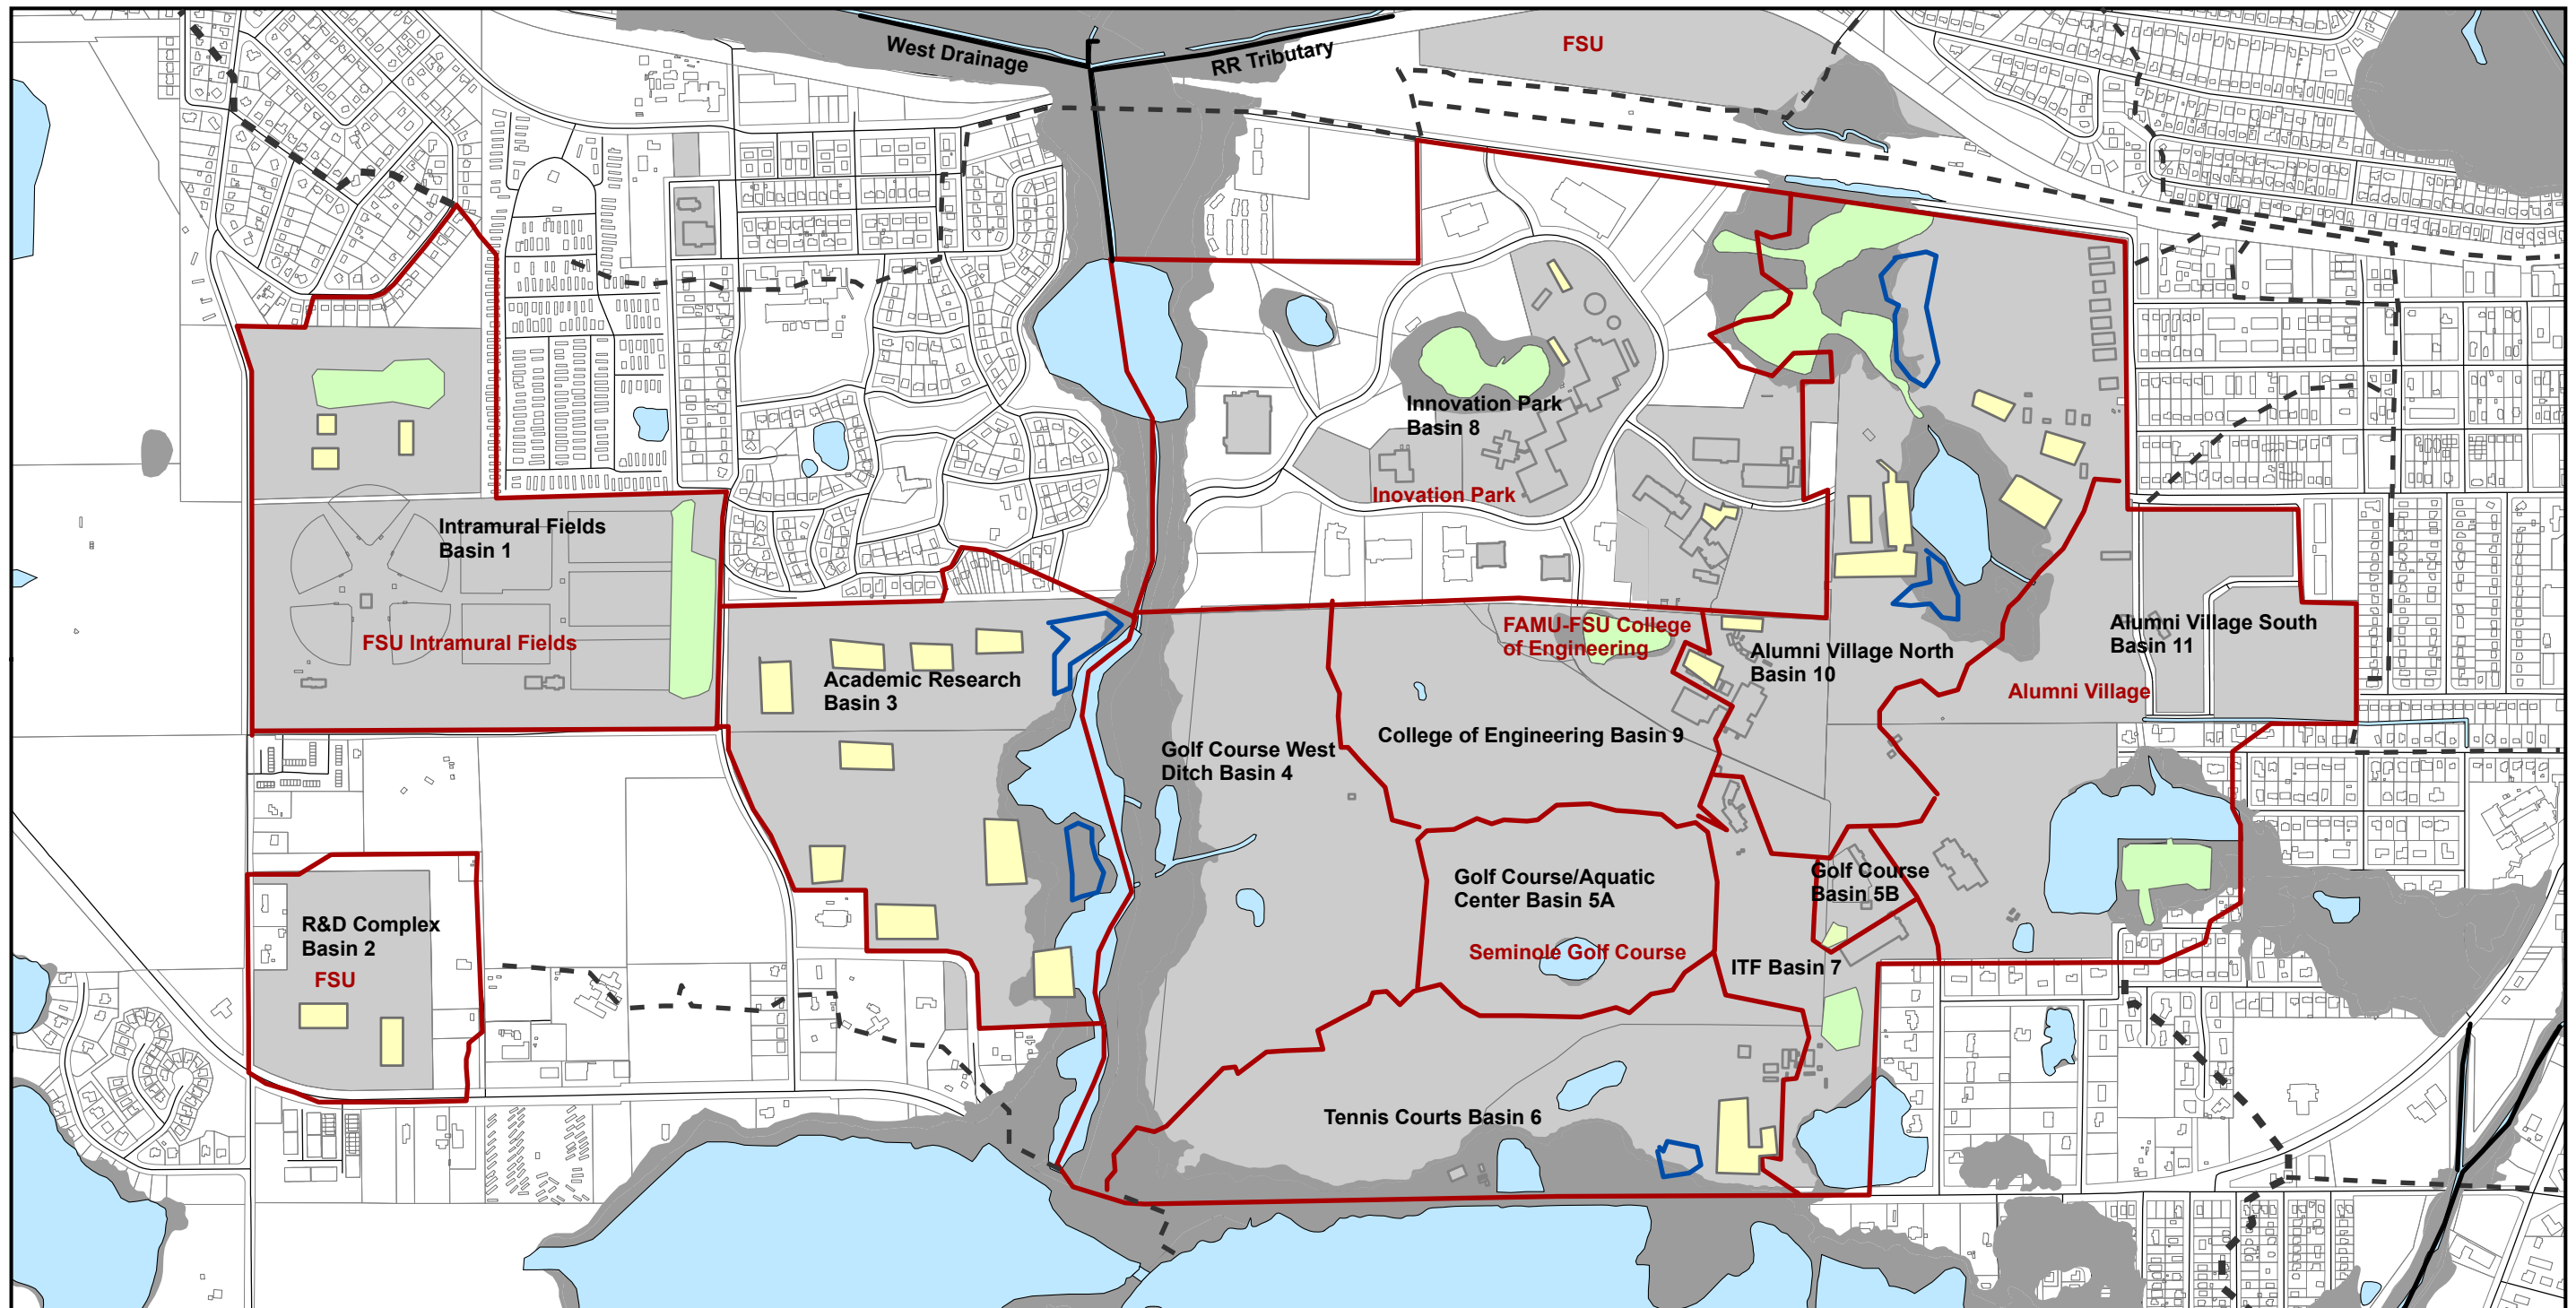 FSU
West Drainage
RR Tributary
Innovation Park
Basin 8
Inovation Park
Intramural Fields
Basin 1
FSU Intramural Fields
FAMU-FSU College
of Engineering
Alumni Village North
Basin 10
Alumni Village South
Basin 11
Alumni Village
Academic Research
Basin 3
Golf Course West
Ditch Basin 4
College of Engineering Basin 9
Golf Course/Aquatic
Center Basin 5A
Golf Course
Basin 5B
Seminole Golf Course
ITF Basin 7
R&D Complex
Basin 2
FSU
Tennis Courts Basin 6